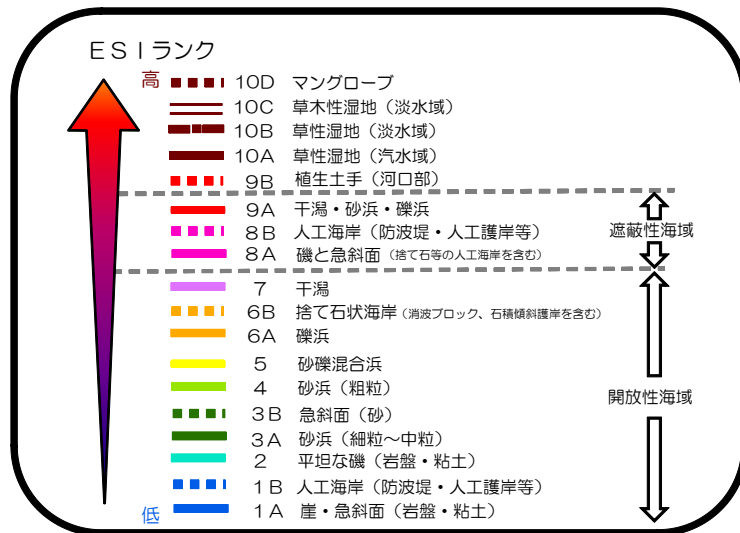 ＥＳＩランク
高 10D マングローブ
10C 草木性湿地（淡水域）
10B 草性湿地（淡水域）
10A 草性湿地（汽水域）
9B 植生土手（河口部）
9A 干潟・砂浜・礫浜
8B 人工海岸（防波堤・人工護岸等）
遮蔽性海域
8A 磯と急斜面（捨て石等の人工海岸を含む）
7 干潟
6B 捨て石状海岸（消波ブロック、石積傾斜護岸を含む）
6A 礫浜
5 砂礫混合浜
4 砂浜（粗粒）
開放性海域
3B 急斜面（砂）
3A 砂浜（細粒～中粒）
2 平坦な磯（岩盤・粘土）
1B 人工海岸（防波堤・人工護岸等）
低 1A 崖・急斜面（岩盤・粘土）